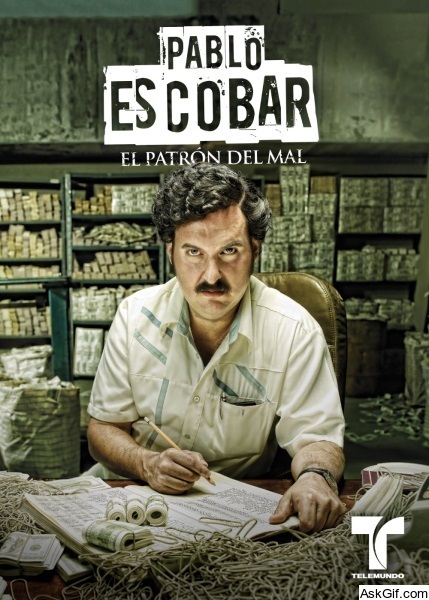 PABLO
ESCOBAR
EL PATRÓN DEL MAL
TELEMUNDO
AskGif.com